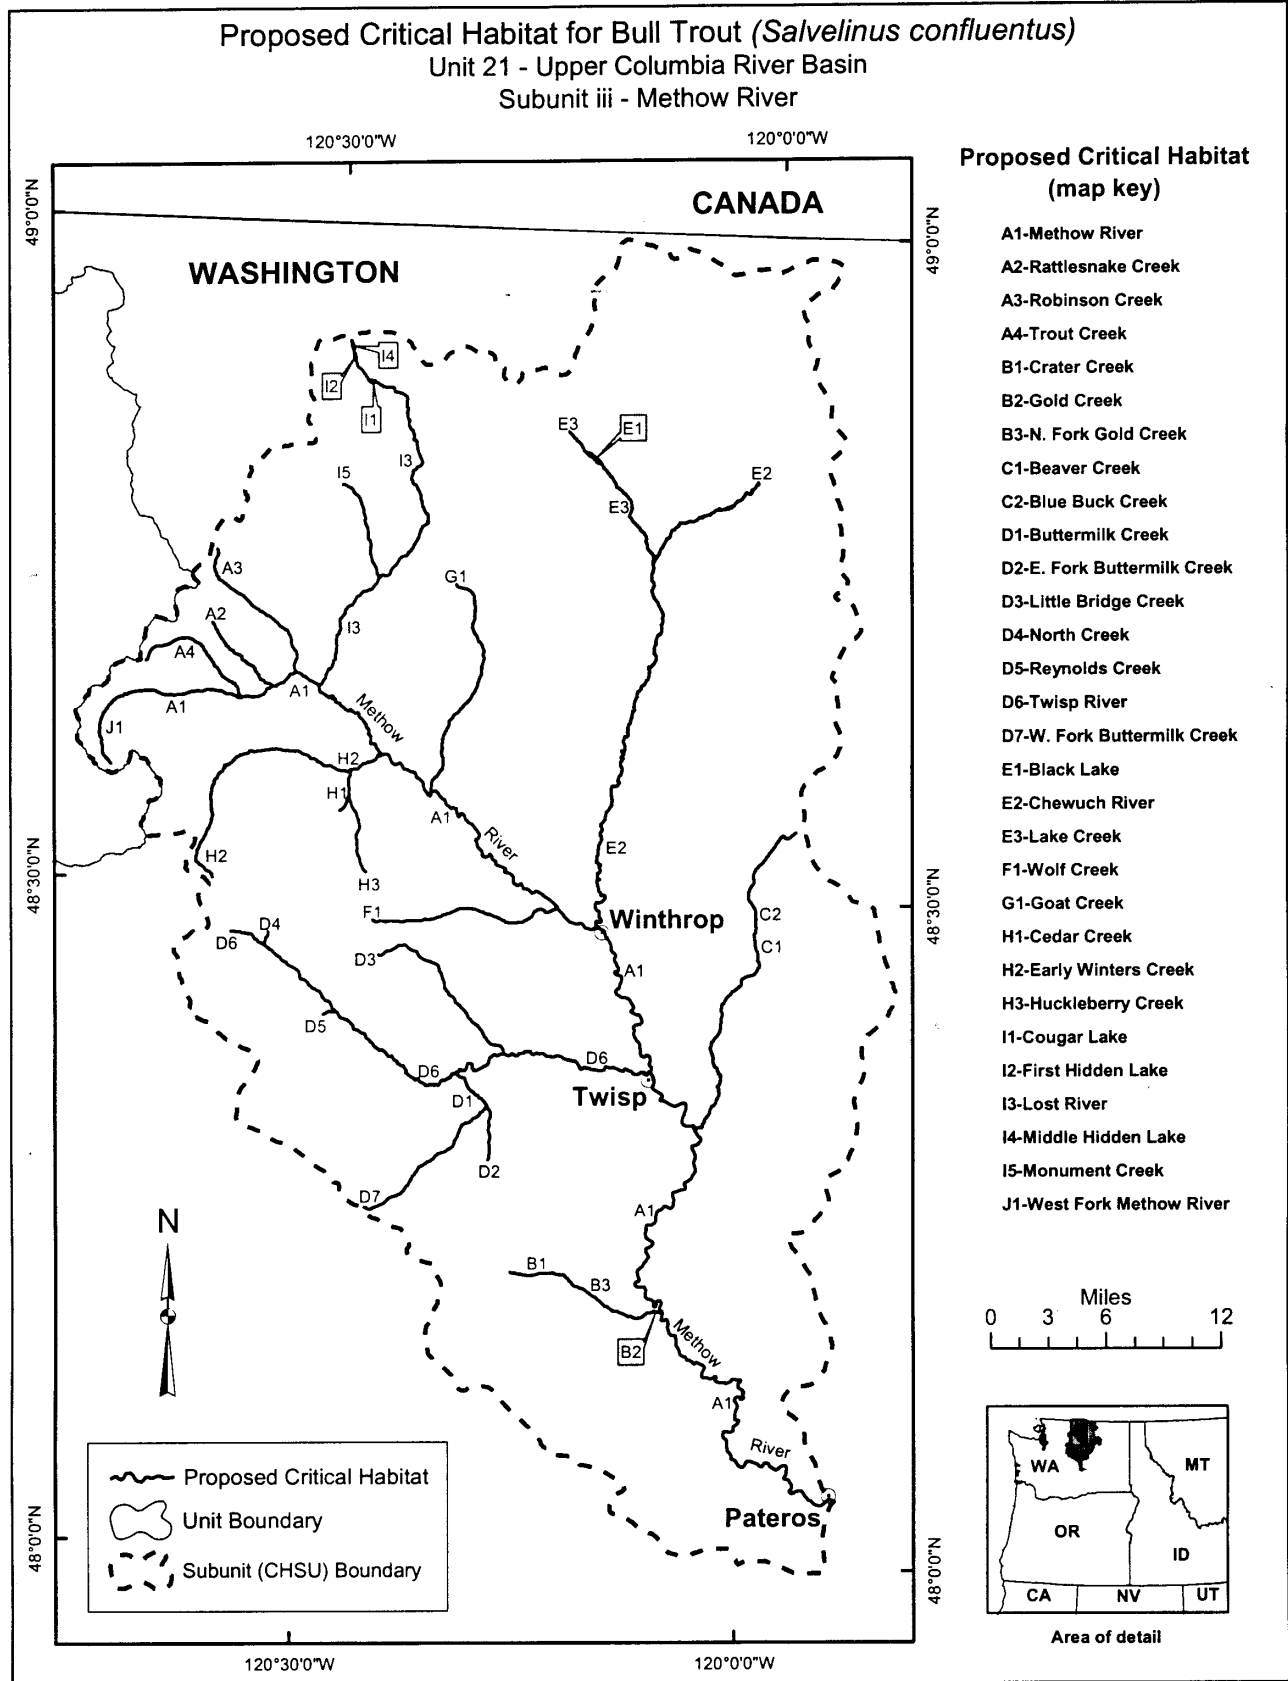 Proposed Critical Habitat for Bull Trout (Salvelinus confluentus)
Unit 21 - Upper Columbia River Basin
Subunit iii - Methow River
120°30'0"W
120°0'0"W
49°0'0"N
49°0'0"N
CANADA
WASHINGTON
I4
I2
I1
I3
I5
E3
E1
E3
E2
A3
A2
G1
I3
A4
A1
A1
J1
Methow
H2
H1
A1
River
H2
H3
E2
48°30'0"N
48°30'0"N
F1
Winthrop
C2
C1
D4
D6
D3
A1
D5
D6
D6
Twisp
D1
D2
D7
A1
N
B1
B3
B2
Methow
A1
River
Pateros
48°0'0"N
48°0'0"N
Proposed Critical Habitat
Unit Boundary
Subunit (CHSU) Boundary
120°30'0"W
120°0'0"W
Proposed Critical Habitat
(map key)
A1-Methow River
A2-Rattlesnake Creek
A3-Robinson Creek
A4-Trout Creek
B1-Crater Creek
B2-Gold Creek
B3-N. Fork Gold Creek
C1-Beaver Creek
C2-Blue Buck Creek
D1-Buttermilk Creek
D2-E. Fork Buttermilk Creek
D3-Little Bridge Creek
D4-North Creek
D5-Reynolds Creek
D6-Twisp River
D7-W. Fork Buttermilk Creek
E1-Black Lake
E2-Chewuch River
E3-Lake Creek
F1-Wolf Creek
G1-Goat Creek
H1-Cedar Creek
H2-Early Winters Creek
H3-Huckleberry Creek
I1-Cougar Lake
I2-First Hidden Lake
I3-Lost River
I4-Middle Hidden Lake
I5-Monument Creek
J1-West Fork Methow River
Miles
0 3 6 12
WA
MT
OR
ID
CA
NV
UT
Area of detail